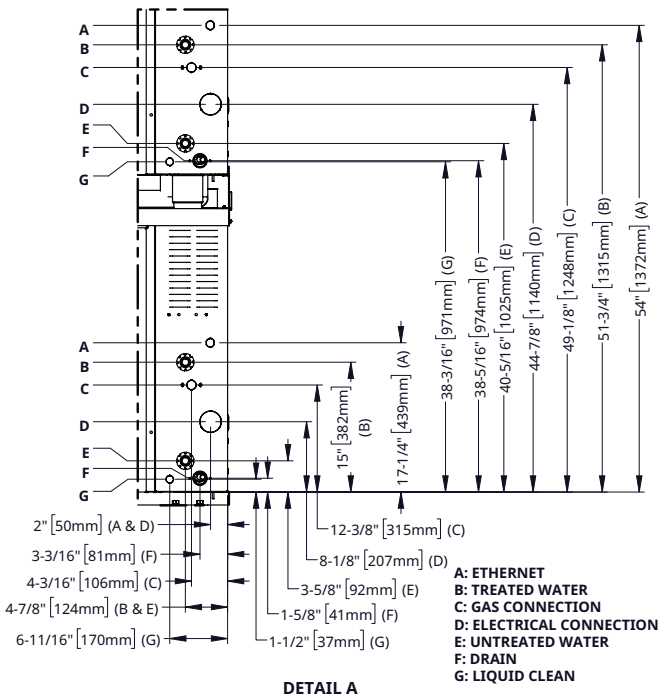 A
B
C
D
E
F
G
A
B
C
D
E
F
G
38-3/16" [971mm] (G)
38-5/16" [974mm] (F)
40-5/16" [1025mm] (E)
44-7/8" [1140mm] (D)
49-1/8" [1248mm] (C)
51-3/4" [1315mm] (B)
54" [1372mm] (A)
15" [382mm]
(B)
17-1/4" [439mm] (A)
2" [50mm] (A & D)
3-3/16" [81mm] (F)
4-3/16" [106mm] (C)
4-7/8" [124mm] (B & E)
6-11/16" [170mm] (G)
12-3/8" [315mm] (C)
8-1/8" [207mm] (D)
3-5/8" [92mm] (E)
1-5/8" [41mm] (F)
1-1/2" [37mm] (G)
A: ETHERNET
B: TREATED WATER
C: GAS CONNECTION
D: ELECTRICAL CONNECTION
E: UNTREATED WATER
F: DRAIN
G: LIQUID CLEAN
DETAIL A